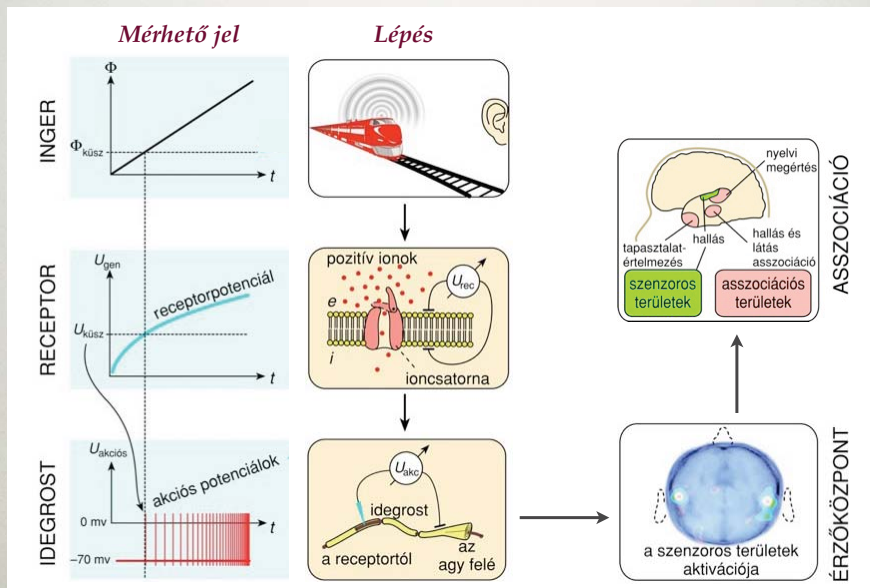 Mérhető jel
Lépés
INGER
Φ
Φküsz
t
RECEPTOR
Ugen
receptorpotenciál
Uküsz
t
pozitív ionok
Urec
e
i
ioncsatorna
IDEGROST
Uakciós
akciós potenciálok
0 mv
t
–70 mv
Uakc
idegrost
a receptortól
az
agy felé
nyelvi
megértés
tapasztalat-
értelmezés
hallás
hallás és
látás
asszociáció
szenzoros
területek
asszociációs
területek
ASSZOCIÁCIÓ
a szenzoros területek
aktivációja
ÉRZŐKÖZPONT